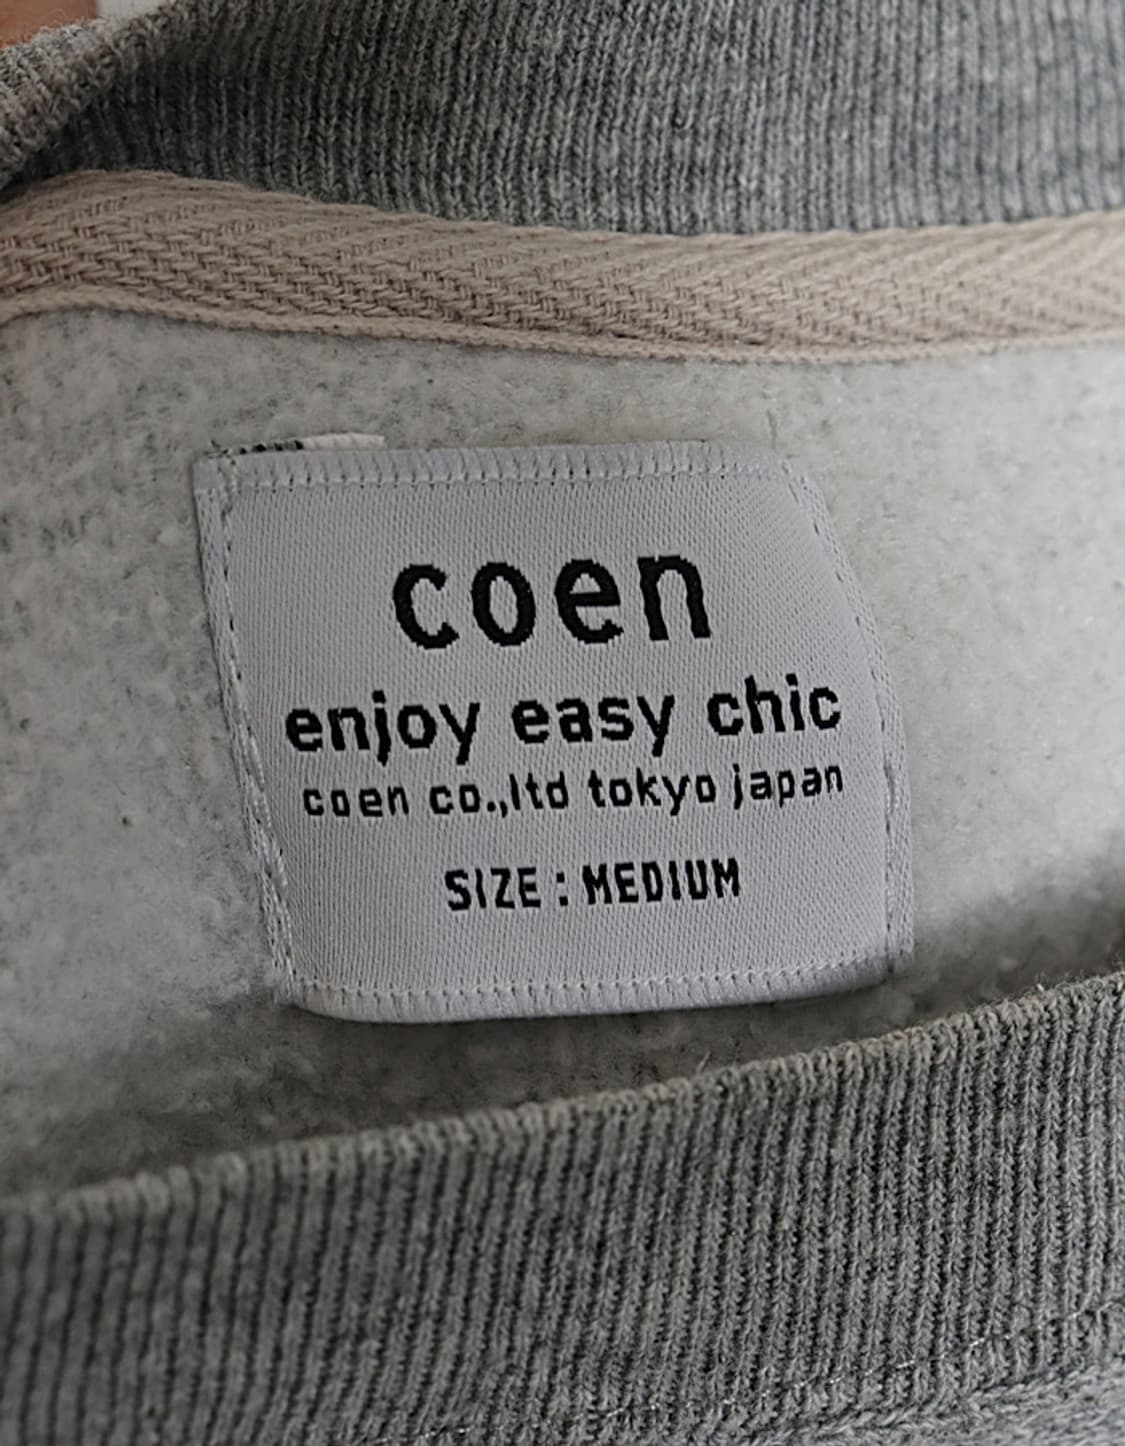 coen
enjoy easy chic
coen co.,ltd tokyo japan
SIZE : MEDIUM